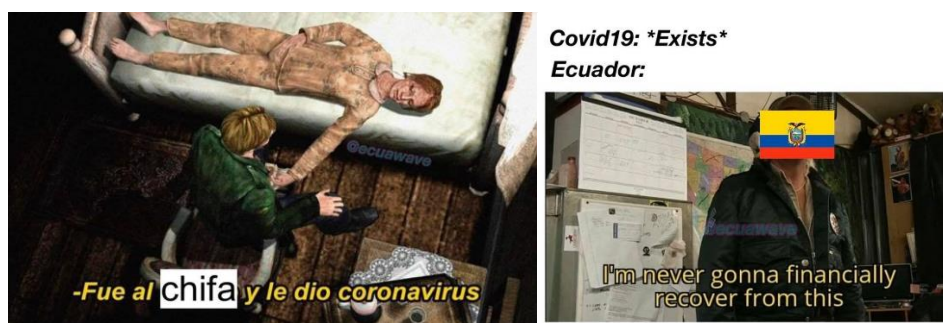 @ecuawave
-Fue al chifa y le dio coronavirus
Covid19: *Exists*
Ecuador:
@ecuawave
I'm never gonna financially
recover from this